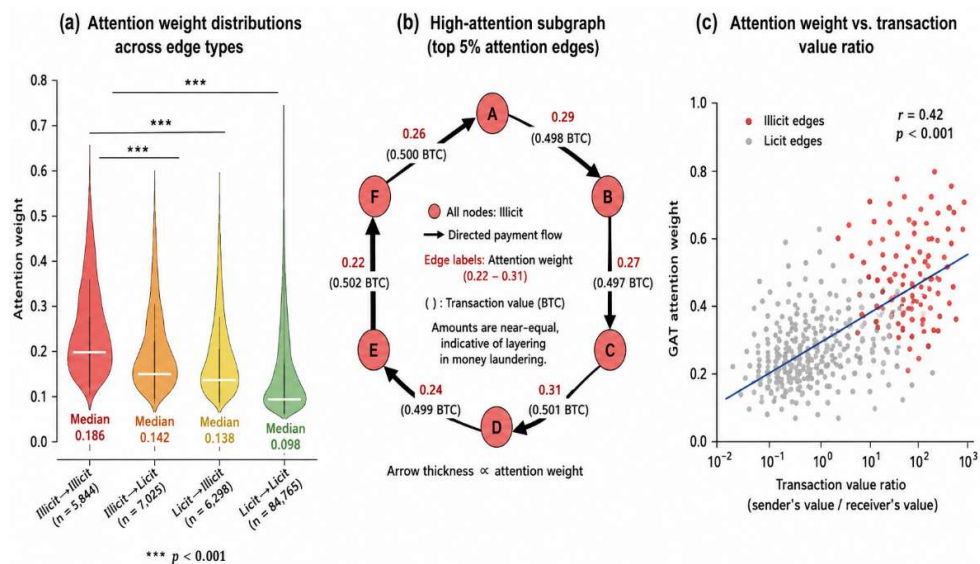 (a) Attention weight distributions
across edge types
Attention weight
0.8
0.7
0.6
0.5
0.4
0.3
0.2
0.1
0.0
***
***
***
Median
0.186
Median
0.142
Median
0.138
Median
0.098
Illicit→Illicit
(n = 5,844)
Illicit→Licit
(n = 7,025)
Licit→Illicit
(n = 6,298)
Licit→Licit
(n = 84,765)
*** p < 0.001
(b) High-attention subgraph
(top 5% attention edges)
A
0.29
(0.498 BTC)
B
0.27
(0.497 BTC)
C
0.31
(0.501 BTC)
D
0.24
(0.499 BTC)
E
0.22
(0.502 BTC)
F
0.26
(0.500 BTC)
All nodes: Illicit
Directed payment flow
Edge labels: Attention weight
(0.22 – 0.31)
( ) : Transaction value (BTC)
Amounts are near-equal,
indicative of layering
in money laundering.
Arrow thickness ∝ attention weight
(c) Attention weight vs. transaction
value ratio
GAT attention weight
1.0
0.8
0.6
0.4
0.2
0.0
Illicit edges
Licit edges
r = 0.42
p < 0.001
10⁻² 10⁻¹ 10⁰ 10¹ 10² 10³
Transaction value ratio
(sender's value / receiver's value)